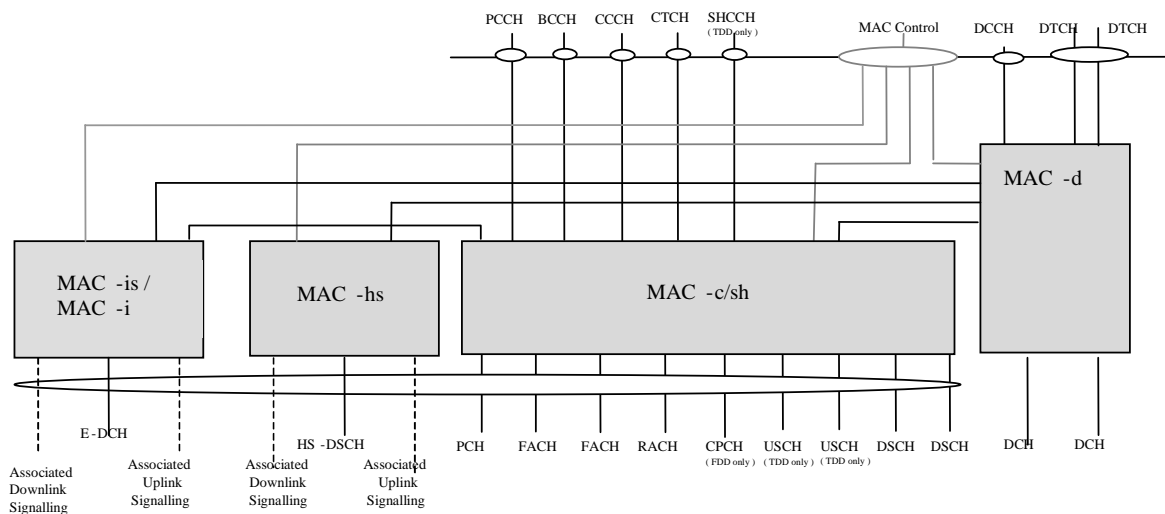 PCCH BCCH CCCH CTCH SHCCH MAC Control DCCH DTCH DTCH
( TDD only )
MAC -d
MAC -is /
MAC -i
MAC -hs
MAC -c/sh
E-DCH
HS -DSCH
PCH FACH FACH RACH CPCH USCH USCH DSCH DSCH DCH DCH
( FDD only ) ( TDD only ) ( TDD only )
Associated
Downlink
Signalling
Associated
Uplink
Signalling
Associated
Downlink
Signalling
Associated
Uplink
Signalling